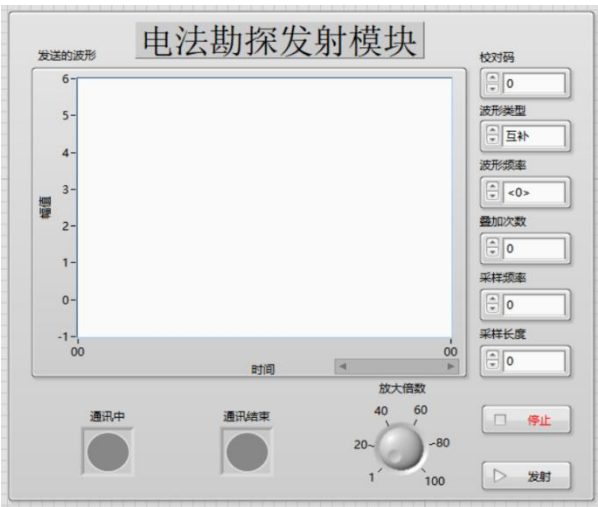 电法勘探发射模块
发送的波形
6
5
4
3
2
1
0
-1
幅值
00
00
时间
校对码
0
波形类型
互补
波形频率
<0>
叠加次数
0
采样频率
0
采样长度
0
通讯中
通讯结束
放大倍数
1
20
40
60
80
100
停止
发射